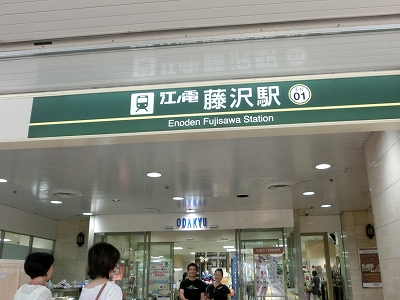 江ノ電 藤沢駅 01
Enoden Fujisawa Station
ODAKYU